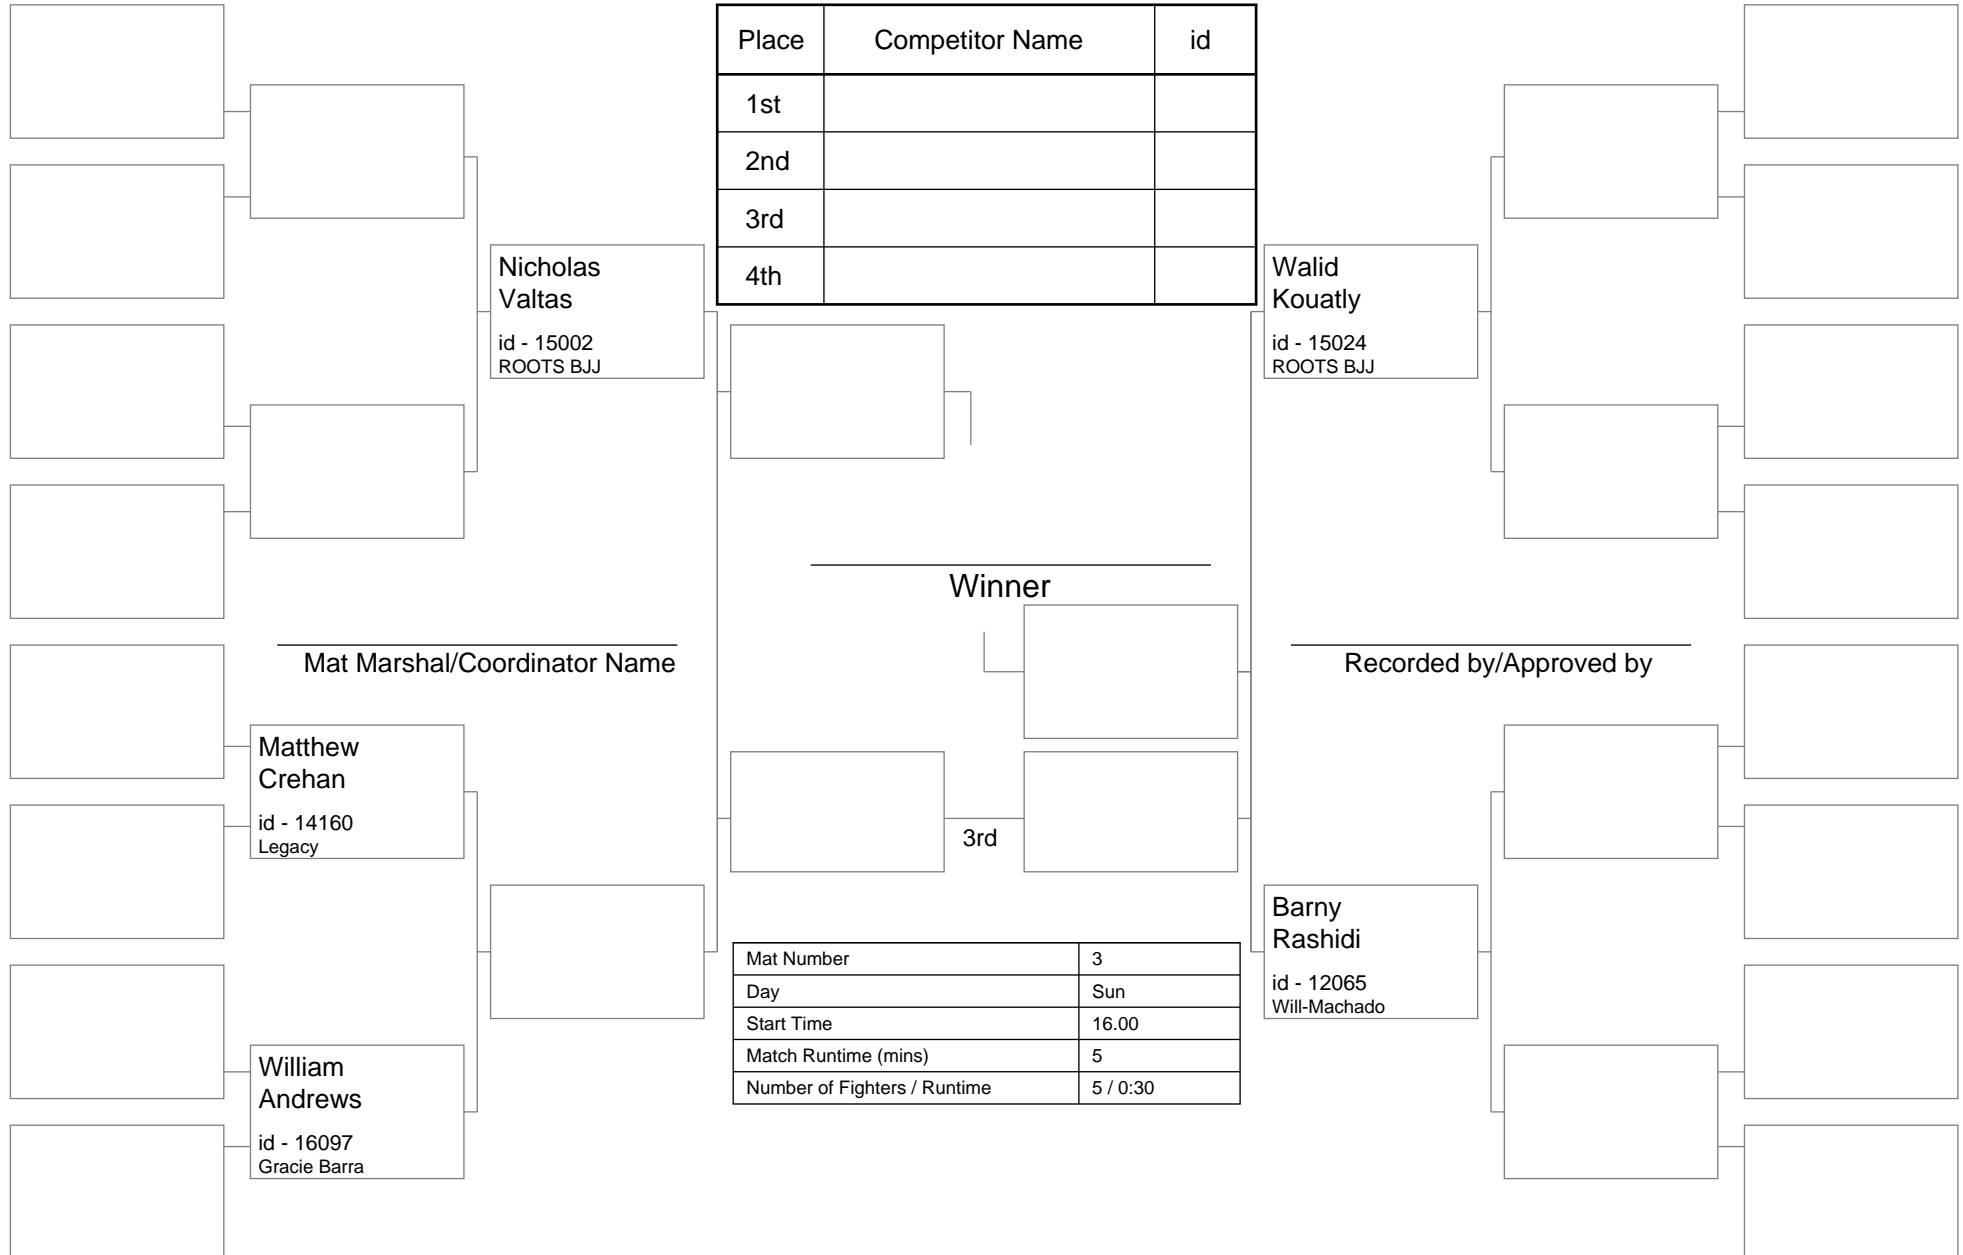 Place Competitor Name id
1st
2nd
3rd
4th
Nicholas
Valtas
id - 15002
ROOTS BJJ
Walid
Kouatly
id - 15024
ROOTS BJJ
Winner
Mat Marshal/Coordinator Name
Recorded by/Approved by
Matthew
Crehan
id - 14160
Legacy
3rd
Barny
Rashidi
id - 12065
Will-Machado
Mat Number 3
Day Sun
Start Time 16.00
Match Runtime (mins) 5
Number of Fighters / Runtime 5 / 0:30
William
Andrews
id - 16097
Gracie Barra